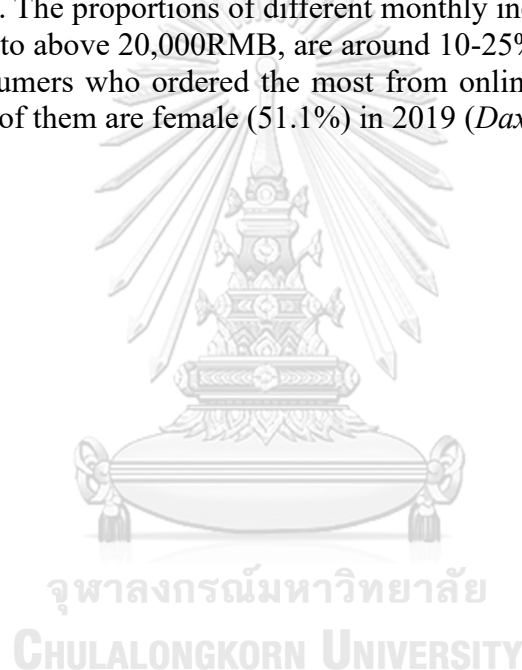 . The proportions of different monthly in
to above 20,000RMB, are around 10-25%
umers who ordered the most from onlin
of them are female (51.1%) in 2019 (Dax
จุฬาลงกรณ์มหาวิทยาลัย
CHULALONGKORN UNIVERSITY